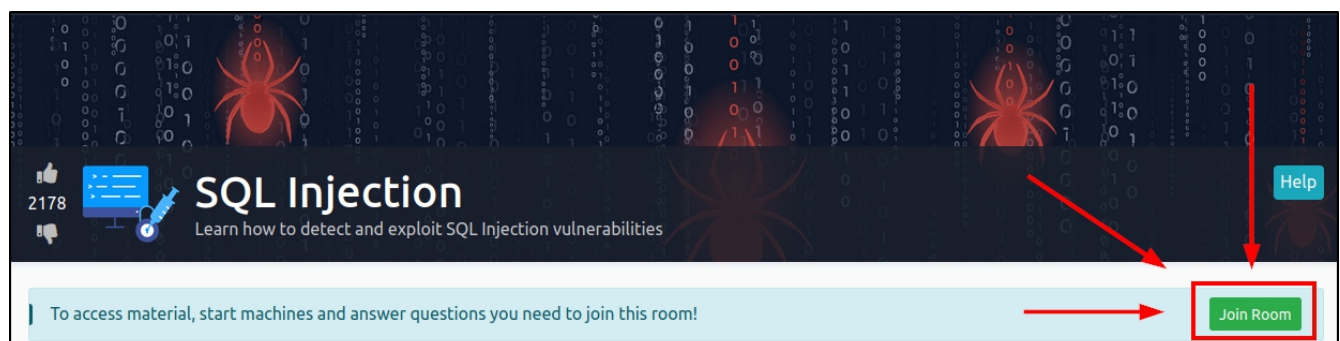 SQL Injection
Help
2178
Learn how to detect and exploit SQL Injection vulnerabilities
To access material, start machines and answer questions you need to join this room!
Join Room